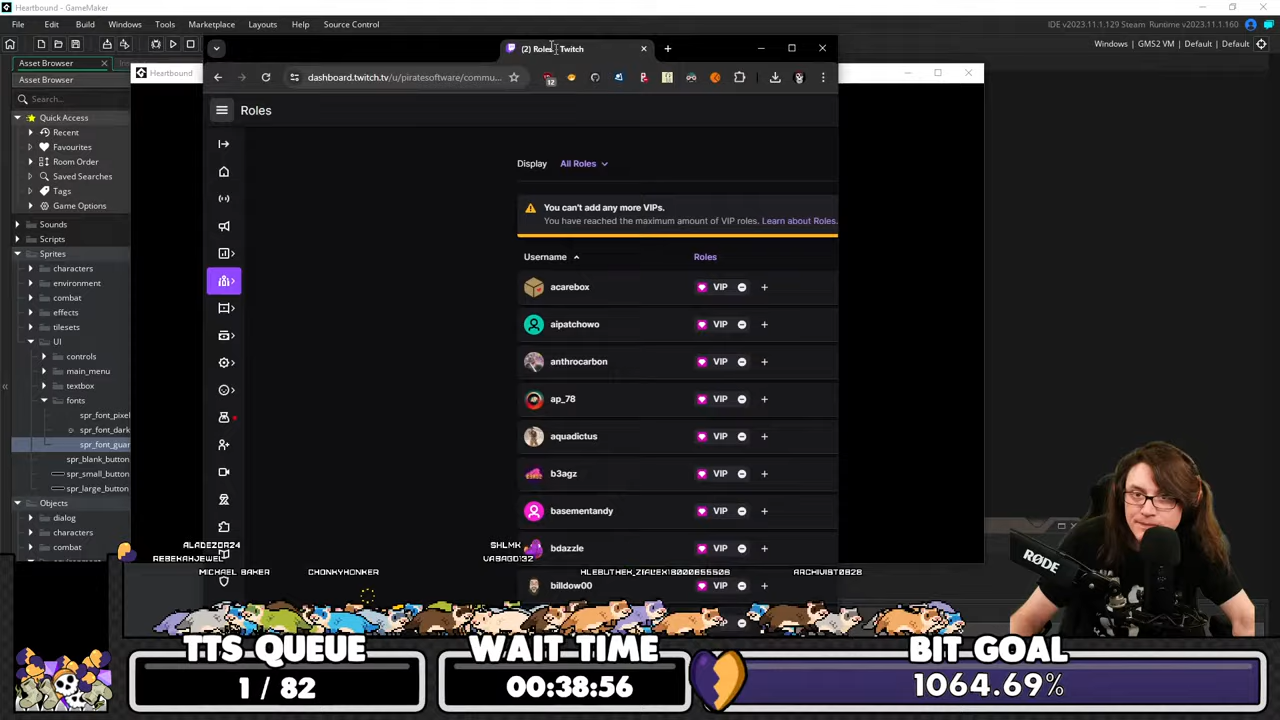 Heartbound - GameMaker
File Edit Build Windows Tools Marketplace Layouts Help Source Control
IDE v2023.11.1.129 Steam Runtime v2023.11.1.160
Windows | GMS2 VM | Default | Default
Asset Browser
Asset Browser
Search...
Quick Access
Recent
Favourites
Room Order
Saved Searches
Tags
Game Options
Sounds
Scripts
Sprites
characters
environment
combat
effects
tilesets
UI
controls
main_menu
textbox
fonts
spr_font_pixel
spr_font_dark
spr_font_guar
spr_blank_button
spr_small_button
spr_large_button
Objects
dialog
characters
combat
Heartbound
(2) Roles - Twitch
dashboard.twitch.tv/u/piratesoftware/commu...
12
Roles
Display All Roles
You can't add any more VIPs.
You have reached the maximum amount of VIP roles. Learn about Roles.
Username Roles
acarebox VIP
aipatchowo VIP
anthrocarbon VIP
ap_78 VIP
aquadictus VIP
b3agz VIP
basementandy VIP
bdazzle VIP
billdow00 VIP
RØDE
REBEKAHJEWEL
MICHAEL BAKER
CHONKYHONKER
SHLMK
ARCHIVIST0828
TTS QUEUE
1 / 82
WAIT TIME
00:38:56
BIT GOAL
1064.69%